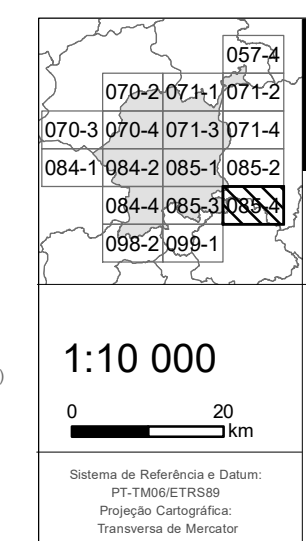 057-4
070-2 071-1 071-2
070-3 070-4 071-3 071-4
084-1 084-2 085-1 085-2
084-4 085-3 085-4
098-2 099-1
1:10 000
)
0 20
km
Sistema de Referência e Datum:
PT-TM06/ETRS89
Projeção Cartográfica:
Transversa de Mercator